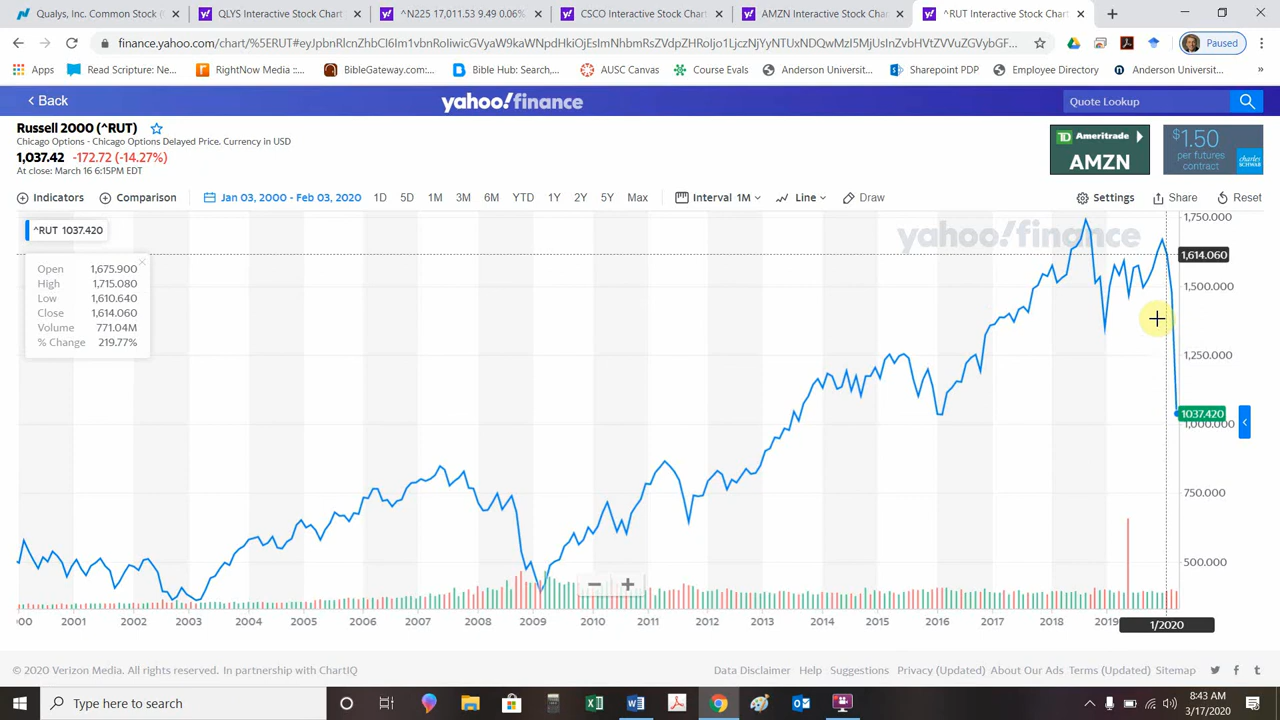 Qualys, Inc. Common Stock (
QLYS Interactive Stock Chart
^N225 17,011.53 9.49 0.06%
CSCO Interactive Stock Chart
AMZN Interactive Stock Chart
^RUT Interactive Stock Chart
Apps
Read Scripture: Ne...
RightNow Media ::...
BibleGateway.com:...
Bible Hub: Search,...
AUSC Canvas
Course Evals
Anderson Universit...
Sharepoint PDP
Employee Directory
Anderson Universit...
Paused
< Back
yahoo!finance
Quote Lookup
Russell 2000 (^RUT)
Chicago Options - Chicago Options Delayed Price. Currency in USD
1,037.42 -172.72 (-14.27%)
At close: March 16 6:15PM EDT
TD Ameritrade
AMZN
$1.50
per futures
contract
charles
SCHWAB
Indicators
Comparison
Jan 03, 2000 - Feb 03, 2020
1D 5D 1M 3M 6M YTD 1Y 2Y 5Y Max
Interval 1M
Line
Draw
Settings
Share
Reset
^RUT 1037.420
yahoo!finance
Open 1,675.900
High 1,715.080
Low 1,610.640
Close 1,614.060
Volume 771.04M
% Change 219.77%
1,750.000
1,614.060
1,500.000
1,250.000
1037.420
1,000.000
750.000
500.000
2001 2002 2003 2004 2005 2006 2007 2008 2009 2010 2011 2012 2013 2014 2015 2016 2017 2018 2019 1/2020
© 2020 Verizon Media. All rights reserved. In partnership with ChartIQ
Data Disclaimer Help Suggestions Privacy (Updated) About Our Ads Terms (Updated) Sitemap
Type here to search
8:43 AM
3/17/2020